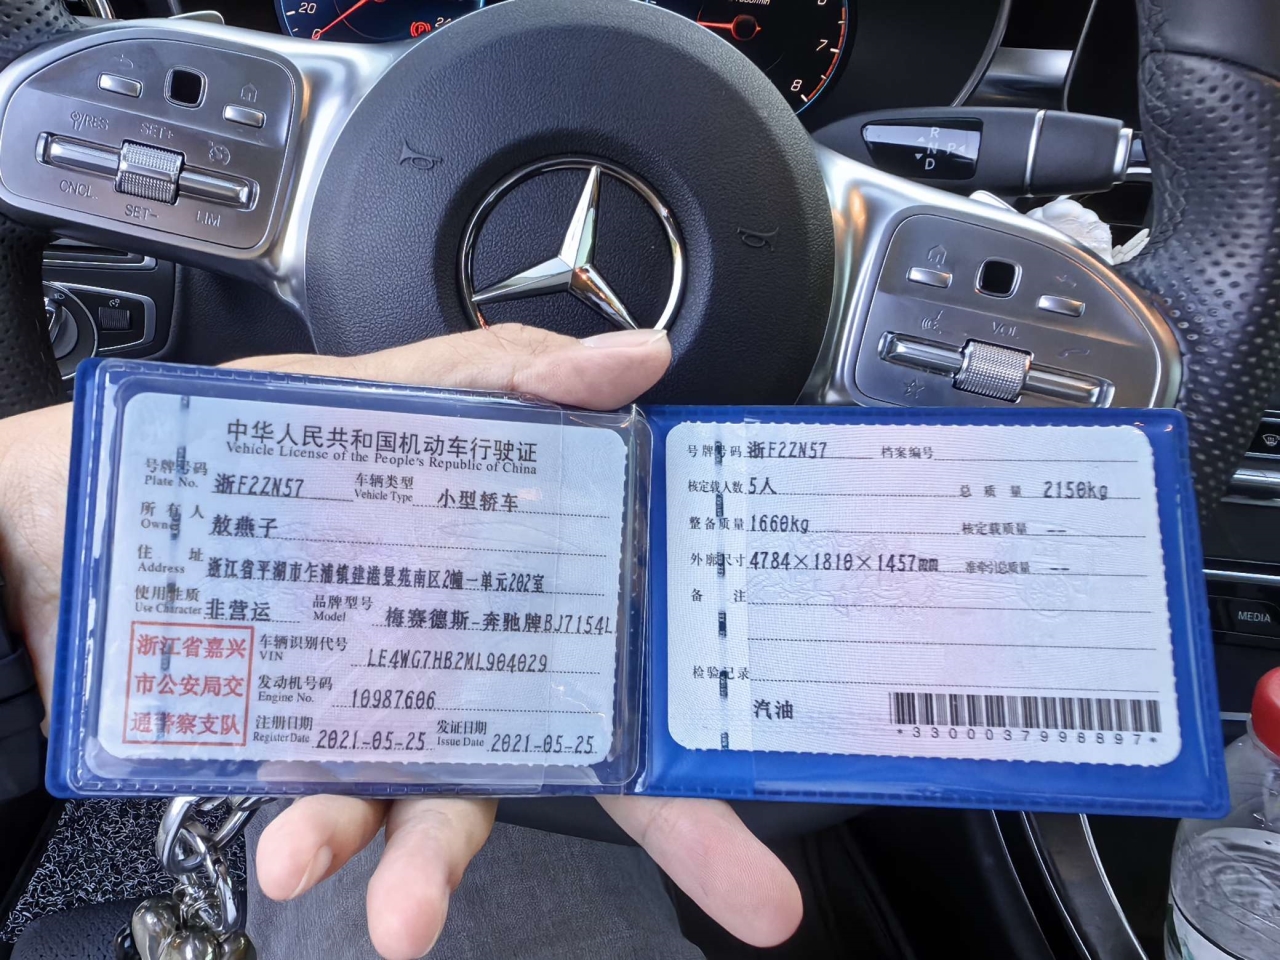 20
0
7
8
R
N P
D
SET+
/RES
CNCL
SET-
LIM
VOL
MEDIA
中华人民共和国机动车行驶证
Vehicle License of the People's Republic of China
号牌号码 浙F2ZN57 车辆类型 小型轿车
Plate No. Vehicle Type
所有人 敖燕子
Owner
住址 浙江省平湖市乍浦镇建港景苑南区2幢一单元202室
Address
使用性质 非营运 品牌型号 梅赛德斯-奔驰牌BJ7154L
Use Character Model
浙江省嘉兴
市公安局交
通警察支队
车辆识别代号 LE4WG7HB2ML904029
VIN
发动机号码 10987606
Engine No.
注册日期 2021-05-25 发证日期 2021-05-25
Register Date Issue Date
号牌号码 浙F2ZN57 档案编号
核定载人数 5人 总质量 2150kg
整备质量 1660kg 核定载质量 --
外廓尺寸 4784×1810×1457mm 准牵引总质量 --
备注
检验记录
汽油
*3300037998897*